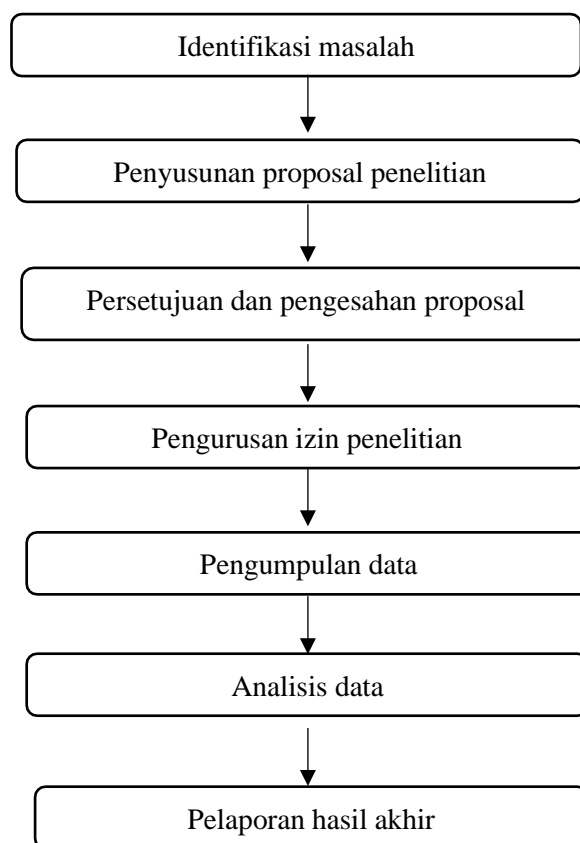 Identifikasi masalah
Penyusunan proposal penelitian
Persetujuan dan pengesahan proposal
Pengurusan izin penelitian
Pengumpulan data
Analisis data
Pelaporan hasil akhir